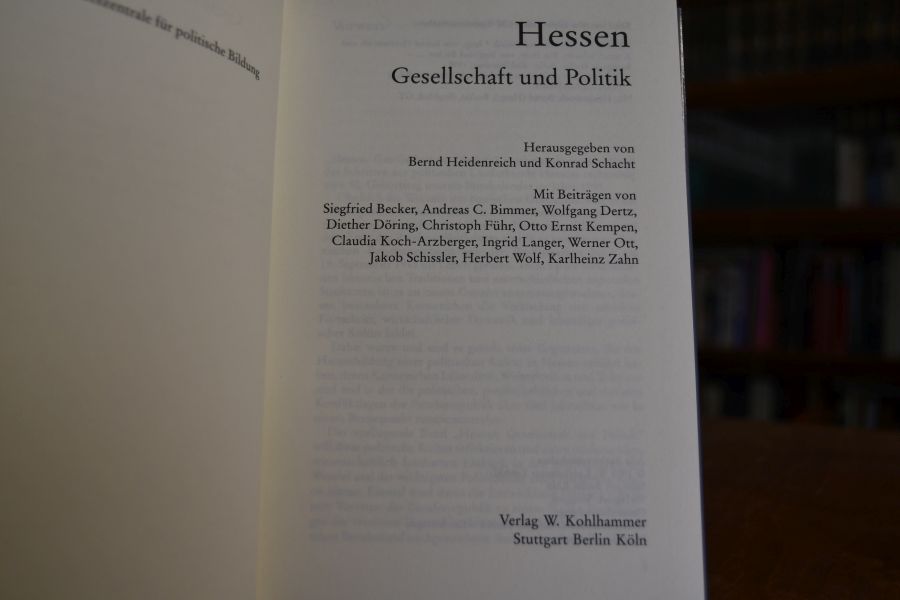 für politische Bildung
Hessen
Gesellschaft und Politik
Herausgegeben von
Bernd Heidenreich und Konrad Schacht
Mit Beiträgen von
Siegfried Becker, Andreas C. Bimmer, Wolfgang Dertz,
Diether Döring, Christoph Führ, Otto Ernst Kempen,
Claudia Koch-Arzberger, Ingrid Langer, Werner Ott,
Jakob Schissler, Herbert Wolf, Karlheinz Zahn
Verlag W. Kohlhammer
Stuttgart Berlin Köln